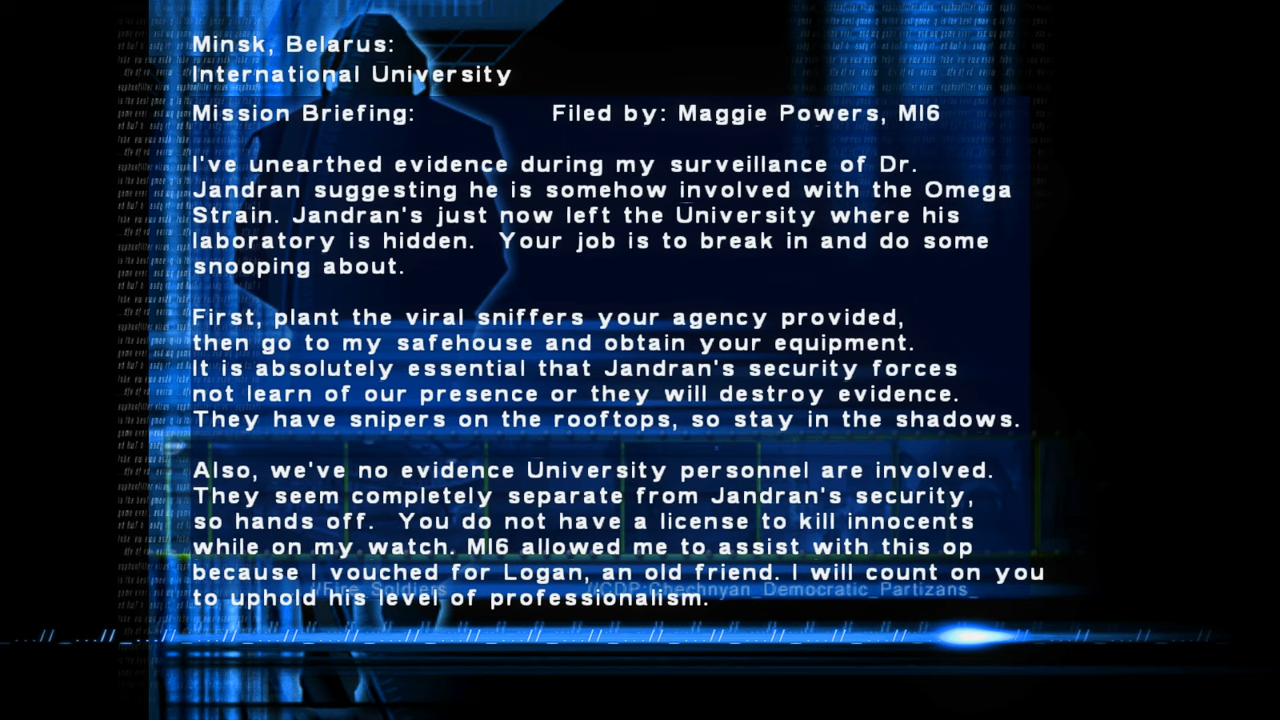 Minsk, Belarus:
International University
Mission Briefing: Filed by: Maggie Powers, MI6
I've unearthed evidence during my surveillance of Dr.
Jandran suggesting he is somehow involved with the Omega
Strain. Jandran's just now left the University where his
laboratory is hidden. Your job is to break in and do some
snooping about.
First, plant the viral sniffers your agency provided,
then go to my safehouse and obtain your equipment.
It is absolutely essential that Jandran's security forces
not learn of our presence or they will destroy evidence.
They have snipers on the rooftops, so stay in the shadows.
Also, we've no evidence University personnel are involved.
They seem completely separate from Jandran's security,
so hands off. You do not have a license to kill innocents
while on my watch. MI6 allowed me to assist with this op
because I vouched for Logan, an old friend. I will count on you
//Fire_Soldiers //CDP:Chechnyan_Democratic_Partizans_
to uphold his level of professionalism.